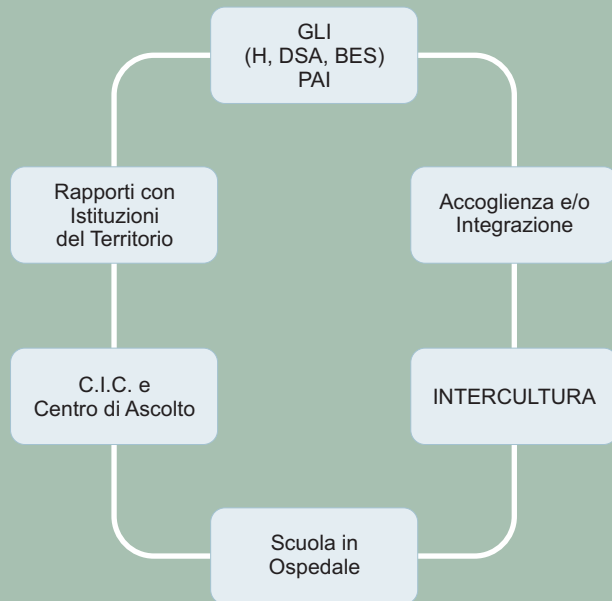 GLI
(H, DSA, BES)
PAI
Rapporti con
Istituzioni
del Territorio
Accoglienza e/o
Integrazione
C.I.C. e
Centro di Ascolto
INTERCULTURA
Scuola in
Ospedale